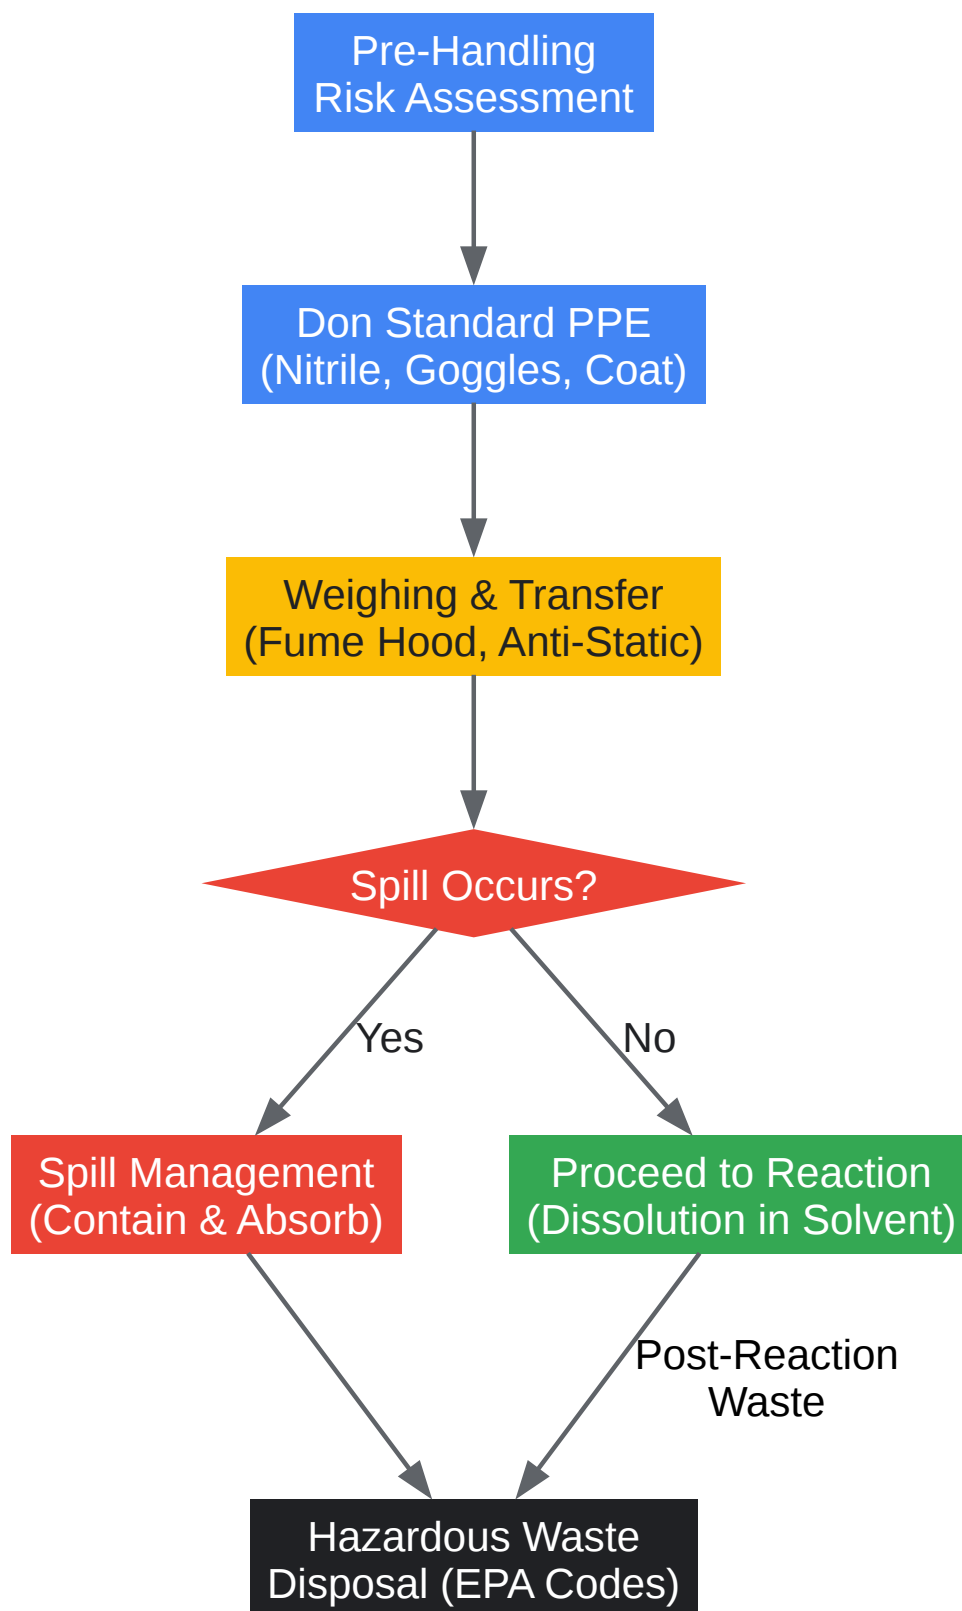 Pre-Handling
Risk Assessment
Don Standard PPE
(Nitrile, Goggles, Coat)
Weighing & Transfer
(Fume Hood, Anti-Static)
Spill Occurs?
Yes
No
Spill Management
(Contain & Absorb)
Proceed to Reaction
(Dissolution in Solvent)
Post-Reaction
Waste
Hazardous Waste
Disposal (EPA Codes)